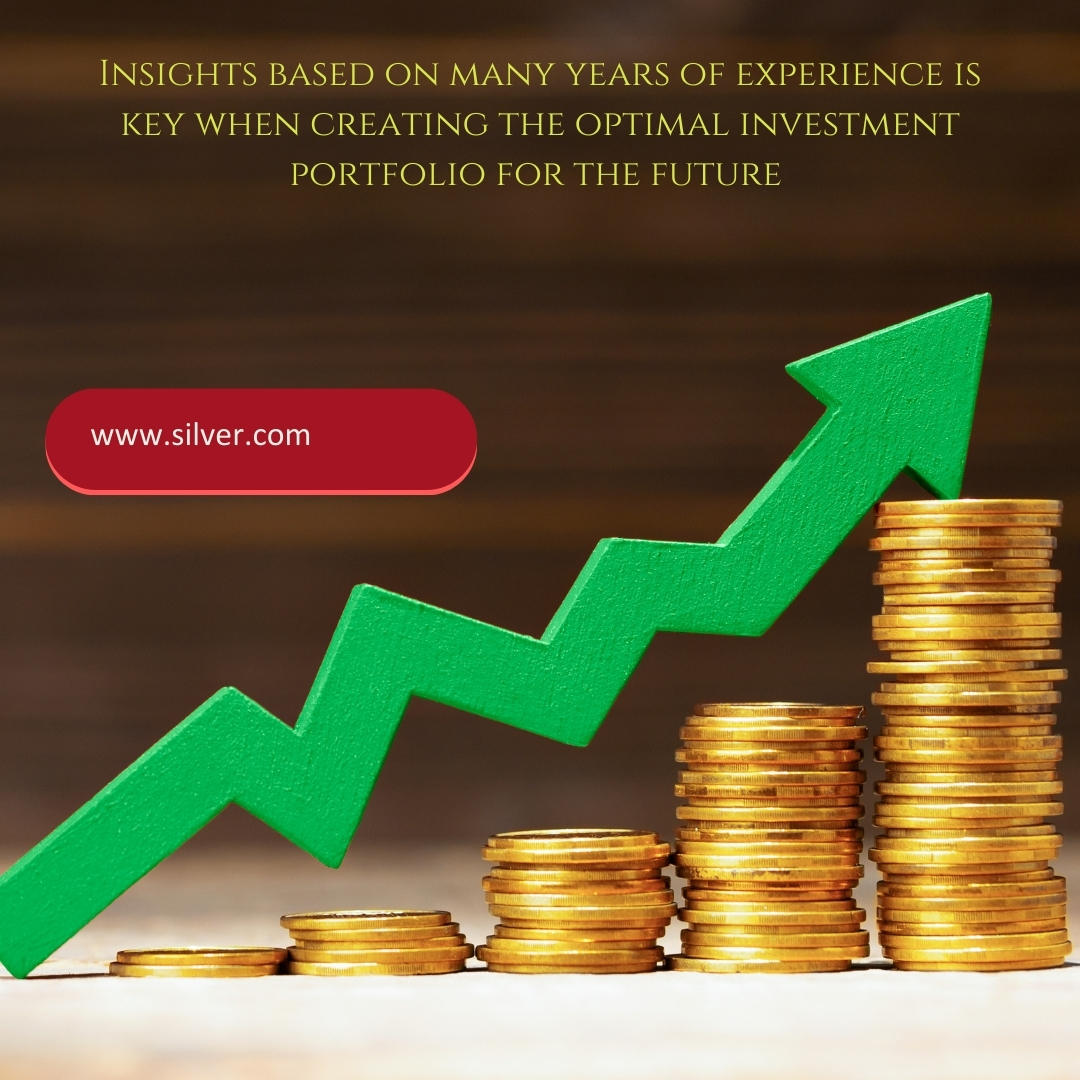 Insights based on many years of experience is
key when creating the optimal investment
portfolio for the future
www.silver.com